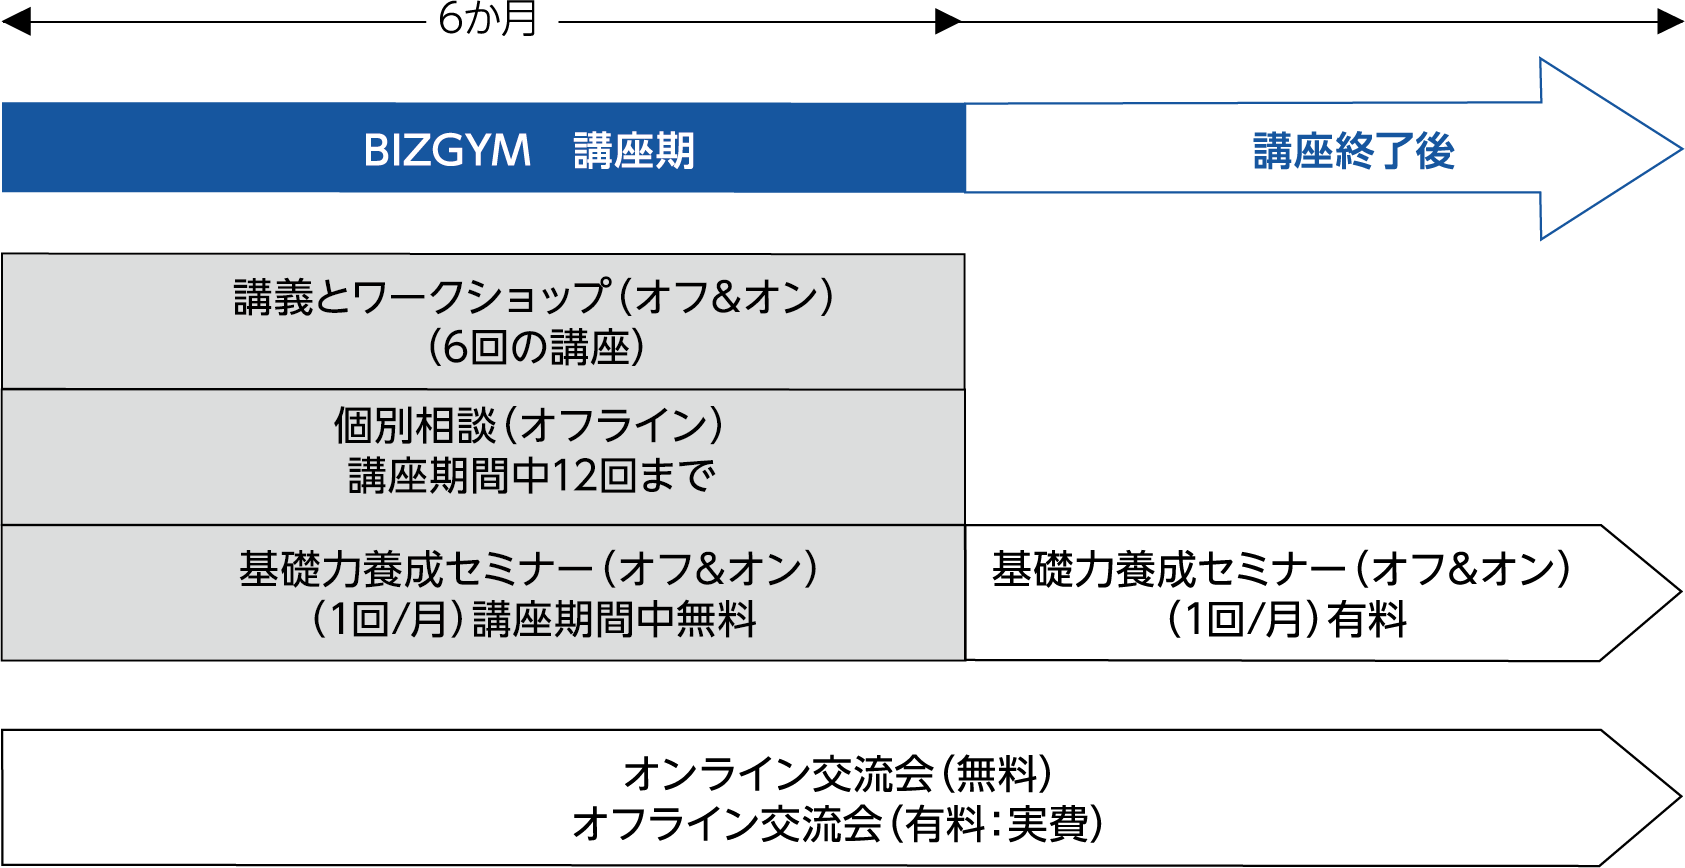 6か月
BIZGYM 講座期
講座終了後
講義とワークショップ（オフ&オン）
（6回の講座）
個別相談（オフライン）
講座期間中12回まで
基礎力養成セミナー（オフ&オン）
（1回/月）講座期間中無料
基礎力養成セミナー（オフ&オン）
（1回/月）有料
オンライン交流会（無料）
オフライン交流会（有料：実費）